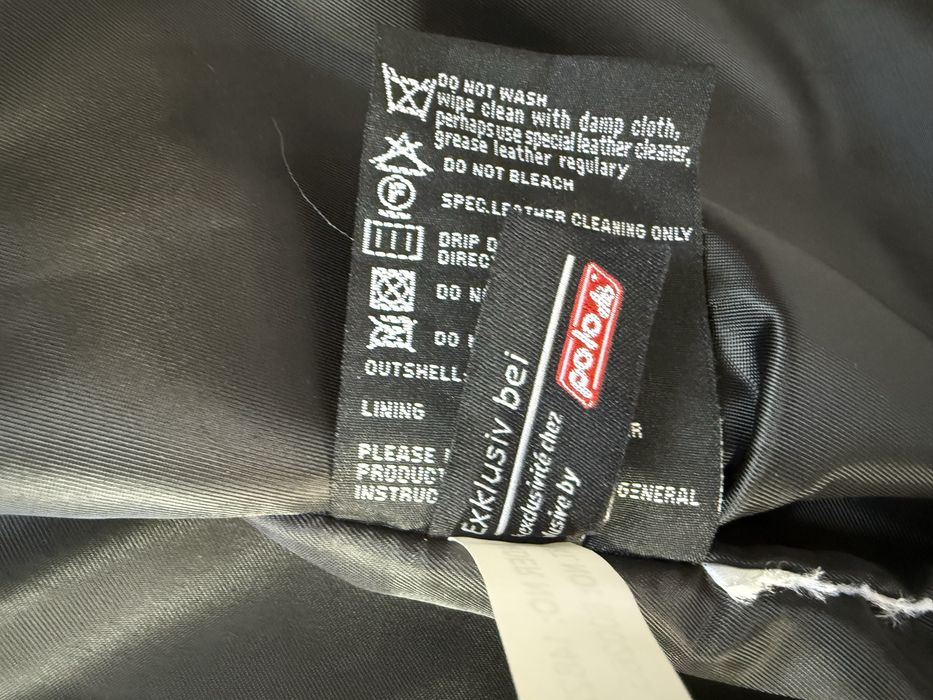 DO NOT WASH
wipe clean with damp cloth,
perhaps use special leather cleaner,
grease leather regulary
DO NOT BLEACH
F
SPEC.LEATHER CLEANING ONLY
DRIP D
DIREC
DO N
DO
OUTSHELL
LINING
R
PLEASE
PRODUCT
INSTRUC
GENERAL
Exklusiv bei
polo
exclusivité chez
usive by